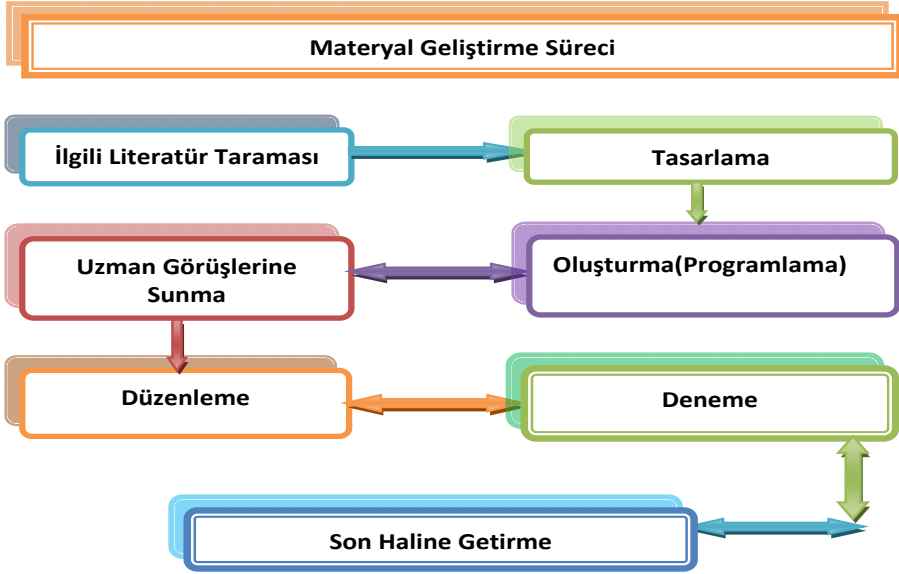 Materyal Geliştirme Süreci
İlgili Literatür Taraması
Tasarlama
Uzman Görüşlerine
Sunma
Oluşturma(Programlama)
Düzenleme
Deneme
Son Haline Getirme